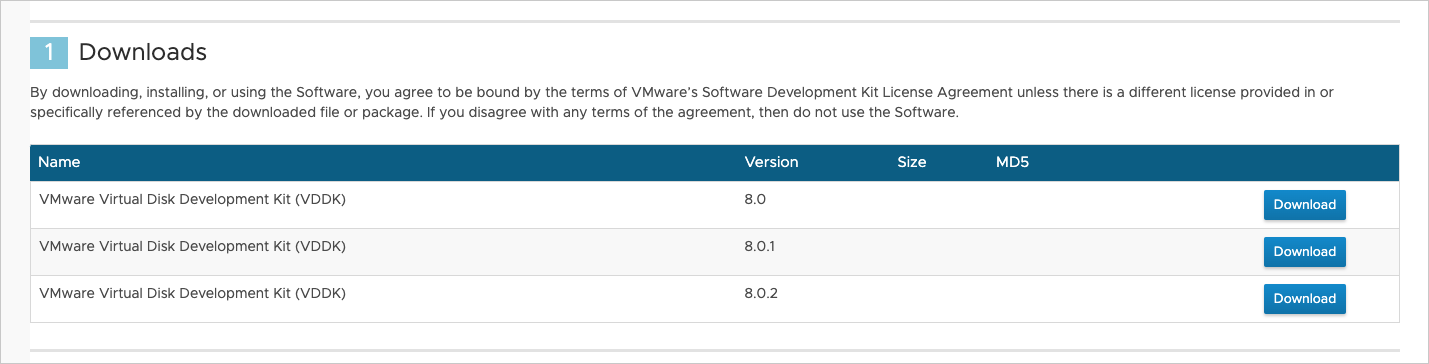 1 Downloads
By downloading, installing, or using the Software, you agree to be bound by the terms of VMware's Software Development Kit License Agreement unless there is a different license provided in or
specifically referenced by the downloaded file or package. If you disagree with any terms of the agreement, then do not use the Software.
Name Version Size MD5
VMware Virtual Disk Development Kit (VDDK) 8.0 Download
VMware Virtual Disk Development Kit (VDDK) 8.0.1 Download
VMware Virtual Disk Development Kit (VDDK) 8.0.2 Download